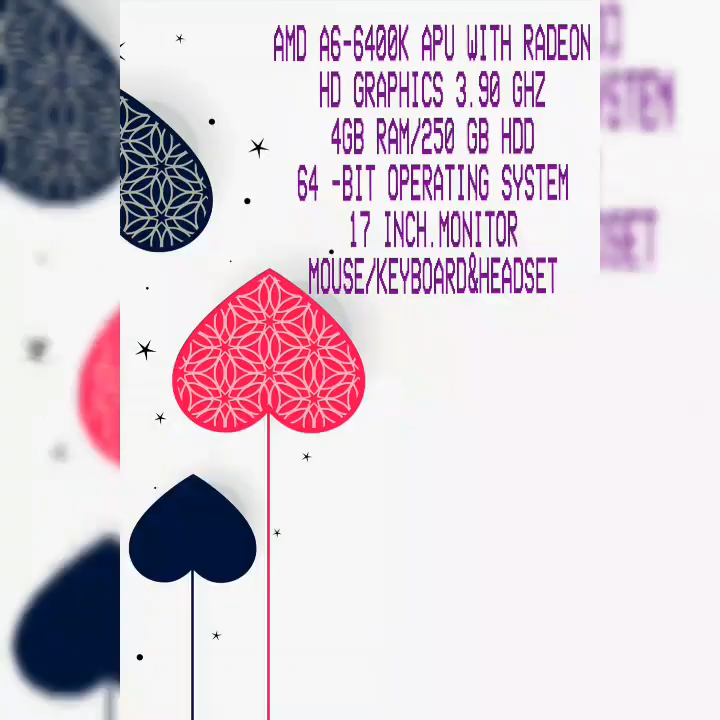 AMD A6-6400K APU WITH RADEON
HD GRAPHICS 3.90 GHZ
4GB RAM/250 GB HDD
64 -BIT OPERATING SYSTEM
17 INCH.MONITOR
MOUSE/KEYBOARD&HEADSET